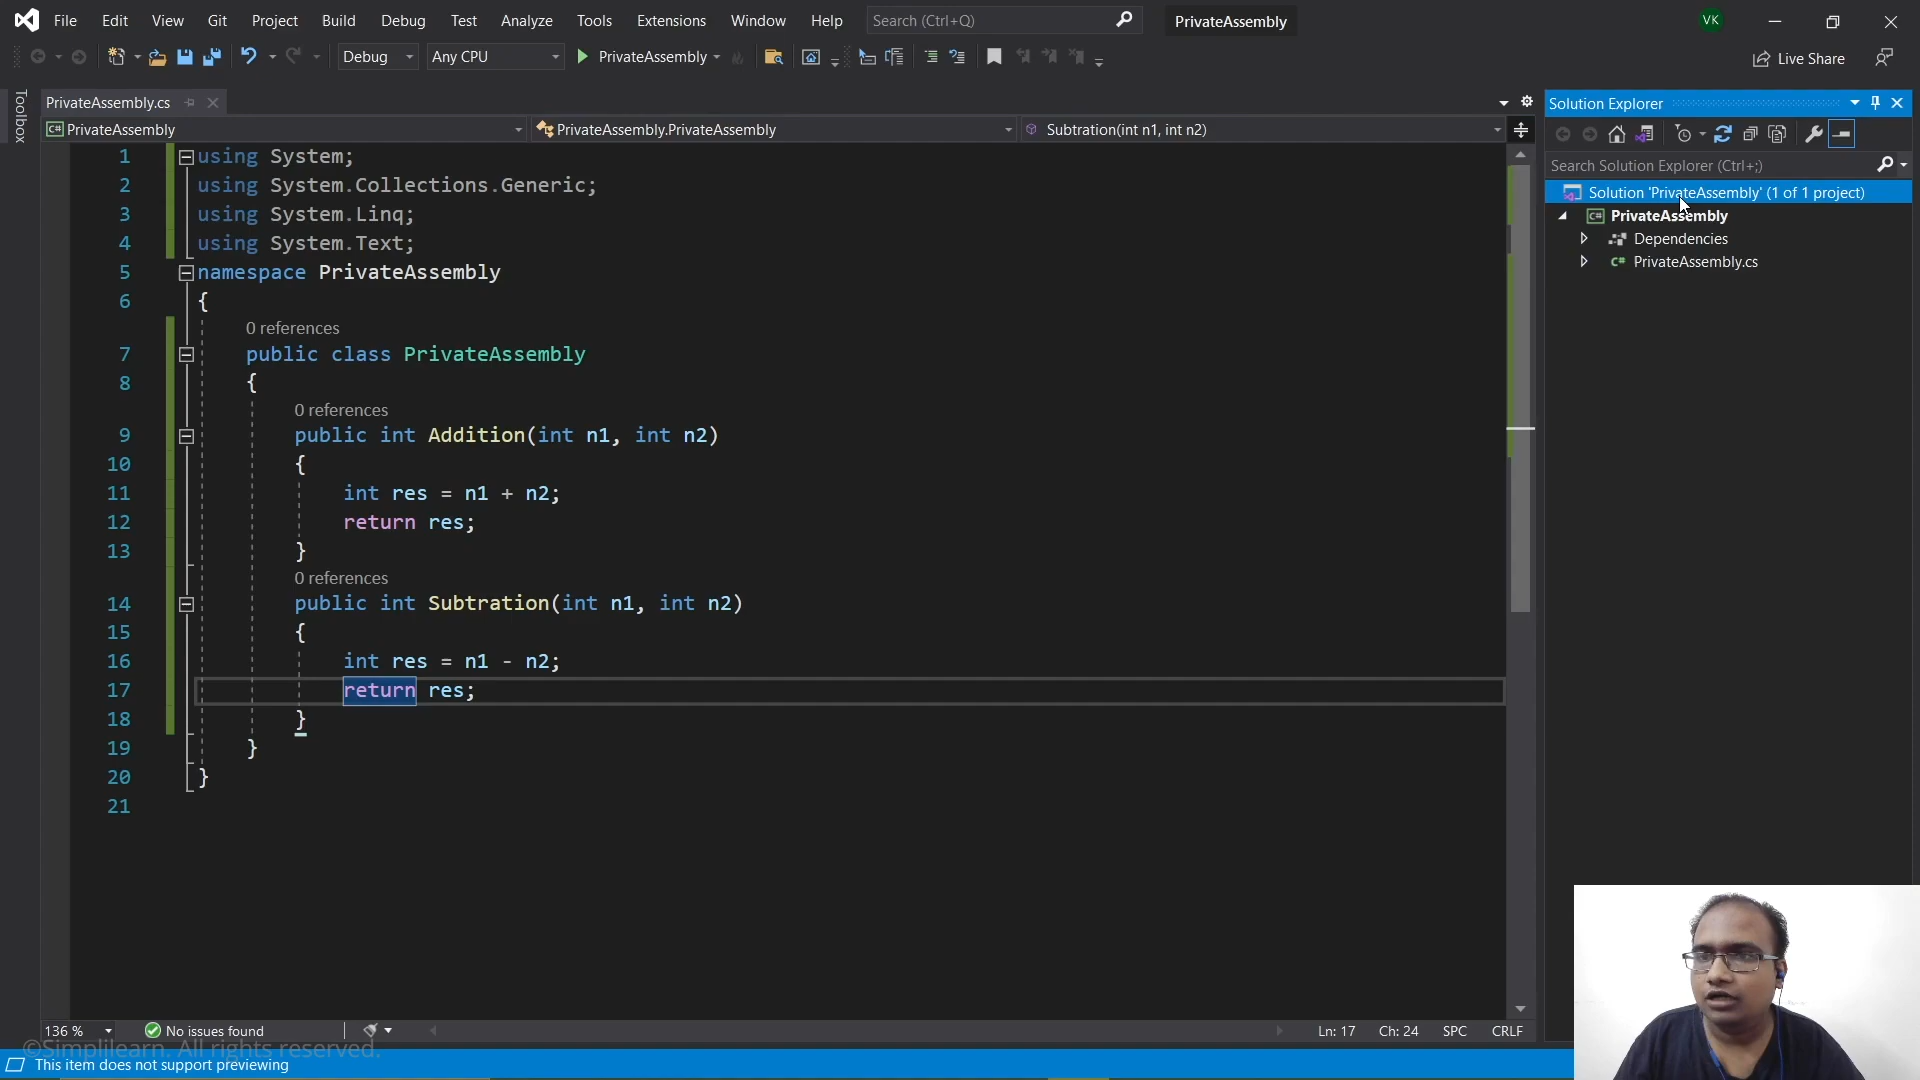 File Edit View Git Project Build Debug Test Analyze Tools Extensions Window Help Search (Ctrl+Q) PrivateAssembly VK
Debug Any CPU PrivateAssembly Live Share
Toolbox
PrivateAssembly.cs
PrivateAssembly PrivateAssembly.PrivateAssembly Subtration(int n1, int n2)
1 using System;
2 using System.Collections.Generic;
3 using System.Linq;
4 using System.Text;
5 namespace PrivateAssembly
6 {
0 references
7 public class PrivateAssembly
8 {
0 references
9 public int Addition(int n1, int n2)
10 {
11 int res = n1 + n2;
12 return res;
13 }
0 references
14 public int Subtration(int n1, int n2)
15 {
16 int res = n1 - n2;
17 return res;
18 }
19 }
20 }
21
Solution Explorer
Search Solution Explorer (Ctrl+;)
Solution 'PrivateAssembly' (1 of 1 project)
PrivateAssembly
Dependencies
C# PrivateAssembly.cs
136 % No issues found Ln: 17 Ch: 24 SPC CRLF
©Simplilearn. All rights reserved.
This item does not support previewing